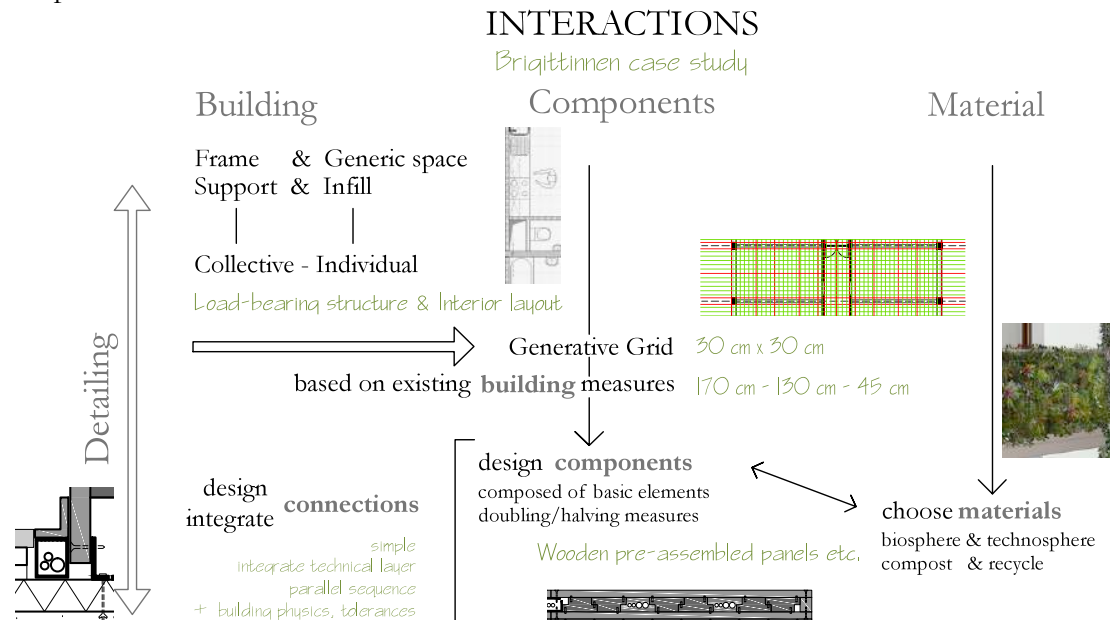 INTERACTIONS
Brigittinnen case study
Building
Components
Material
Frame & Generic space
Support & Infill
Collective - Individual
Load-bearing structure & Interior layout
Detailing
Generative Grid
30 cm x 30 cm
based on existing building measures
170 cm - 130 cm - 45 cm
design components
composed of basic elements
doubling/halving measures
Wooden pre-assembled panels etc.
design
integrate connections
simple
integrate technical layer
parallel sequence
+ building physics, tolerances
choose materials
biosphere & technosphere
compost & recycle